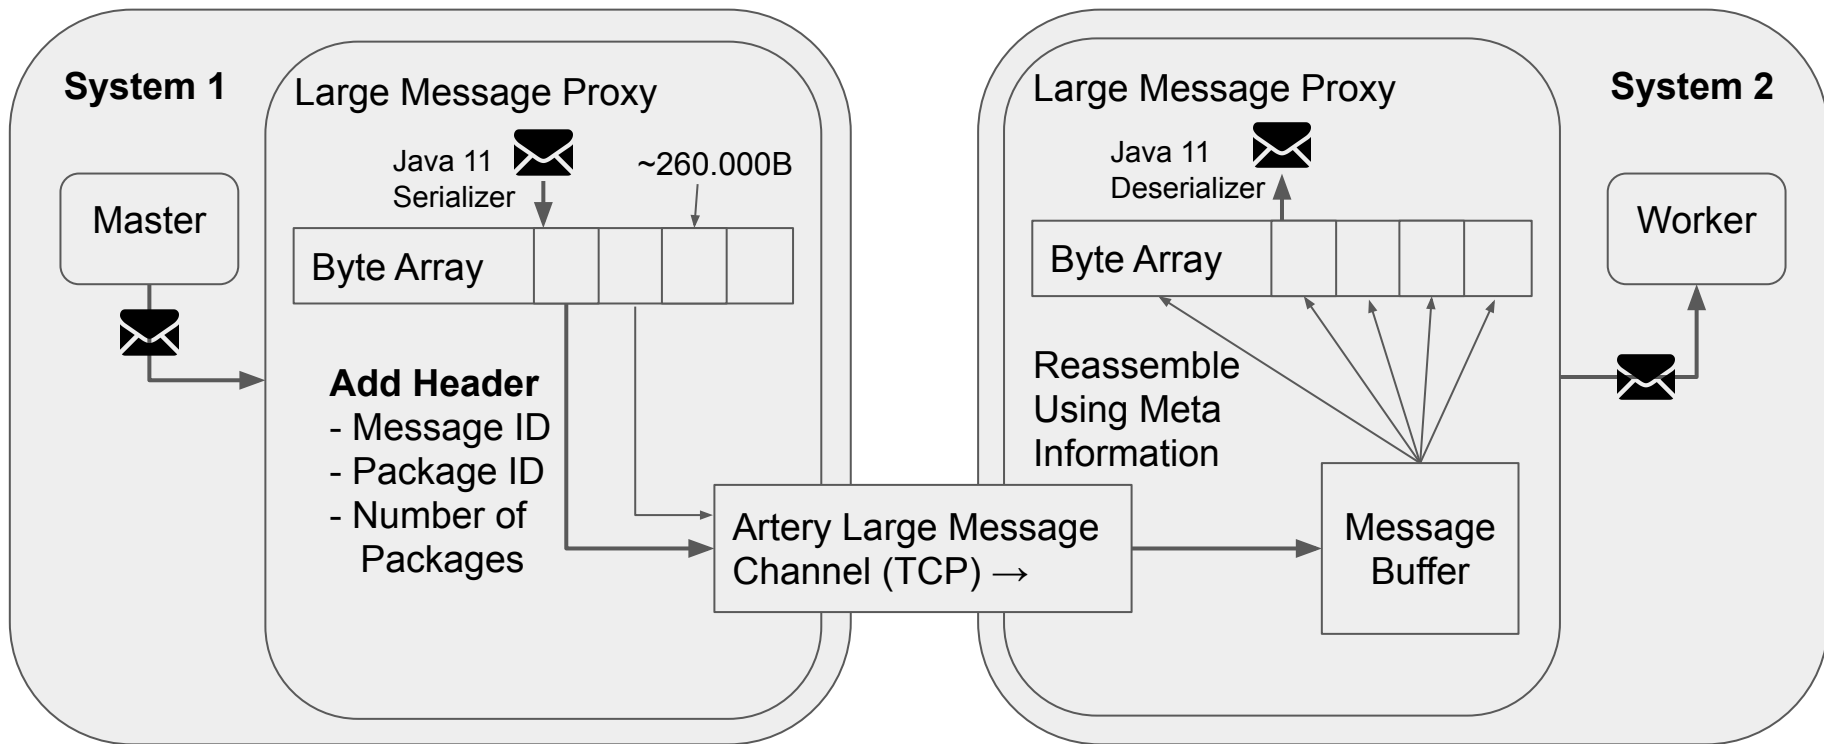 System 1
Large Message Proxy
Java 11
Serializer
~260.000B
Master
Byte Array
Add Header
- Message ID
- Package ID
- Number of
Packages
Artery Large Message
Channel (TCP) →
Large Message Proxy
System 2
Java 11
Deserializer
Byte Array
Worker
Reassemble
Using Meta
Information
Message
Buffer